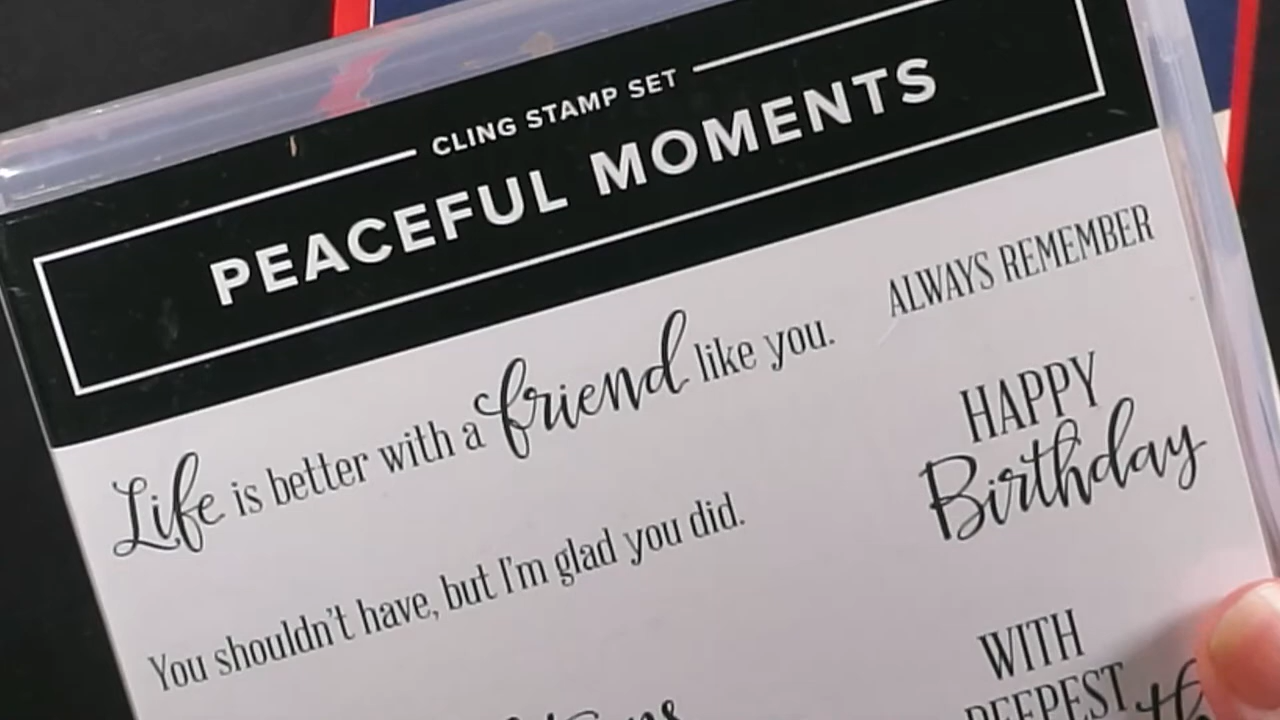 CLING STAMP SET
PEACEFUL MOMENTS
Life is better with a friend like you.
You shouldn't have, but I'm glad you did.
ALWAYS REMEMBER
HAPPY
Birthday
WITH
DEEPEST